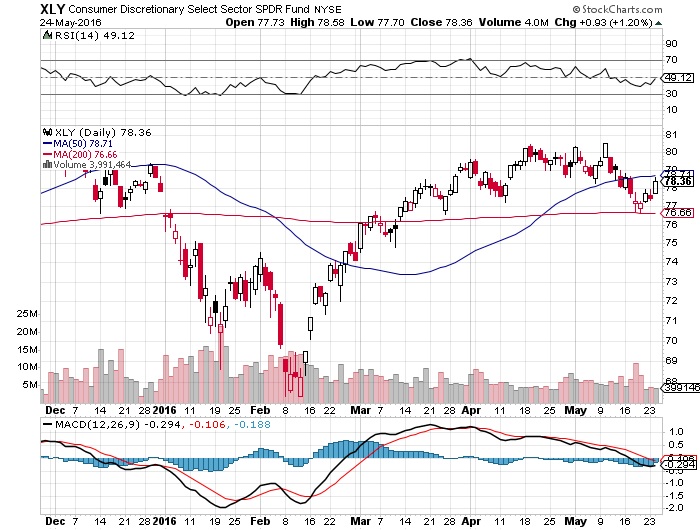 XLY Consumer Discretionary Select Sector SPDR Fund NYSE © StockCharts.com
24-May-2016 Open 77.73 High 78.58 Low 77.70 Close 78.36 Volume 4.0M Chg +0.93 (+1.20%)
RSI(14) 49.12
90
70
49.12
30
10
XLY (Daily) 78.36
MA(50) 78.71
MA(200) 76.66
Volume 3,991,464
81
80
79
78.36
77
76.66
76
75
74
73
72
71
70
69
68
25M
20M
15M
10M
5M
3991464
Dec 7 14 21 28 2016 11 19 25 Feb 8 16 22 Mar 7 14 21 28 Apr 11 18 25 May 9 16 23
MACD(12,26,9) -0.294, -0.106, -0.188
1.0
0.5
-0.106
-0.294
-1.0
-1.5
-2.0
Dec 7 14 21 28 2016 11 19 25 Feb 8 16 22 Mar 7 14 21 28 Apr 11 18 25 May 9 16 23